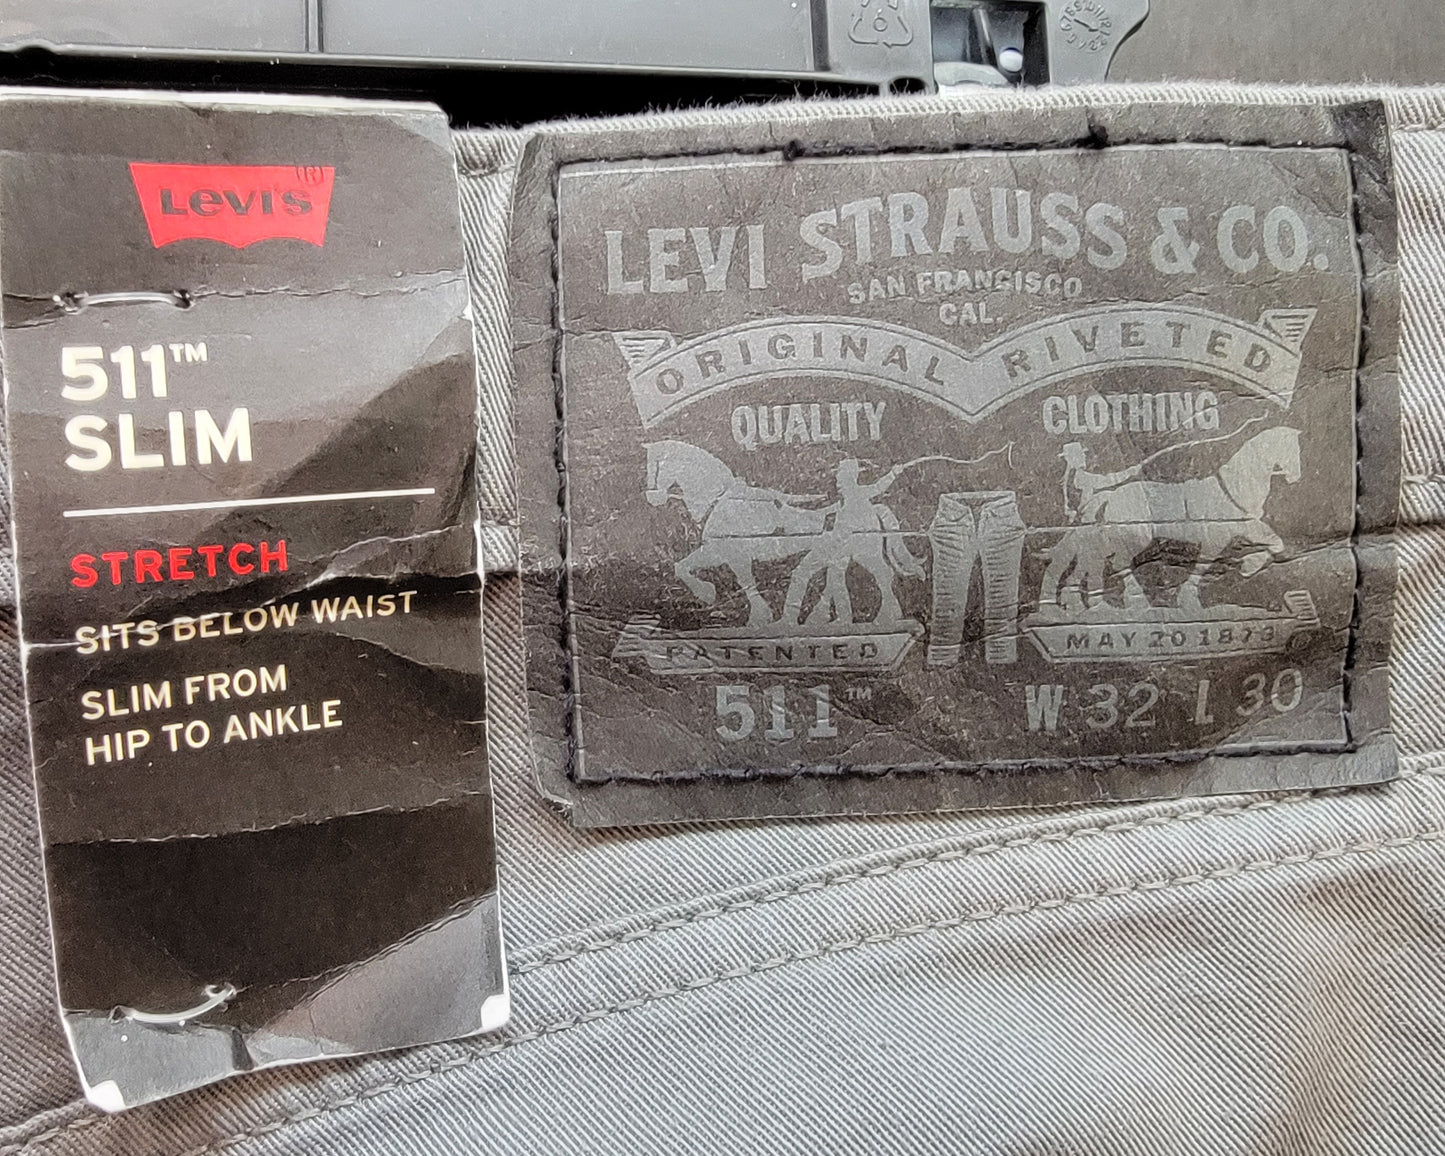 LEVI'S (R)
511™
SLIM
STRETCH
SITS BELOW WAIST
SLIM FROM
HIP TO ANKLE
LEVI STRAUSS & CO.
SAN FRANCISCO
CAL.
ORIGINAL RIVETED
QUALITY CLOTHING
PATENTED MAY 20 1873
511™ W 32 L 30